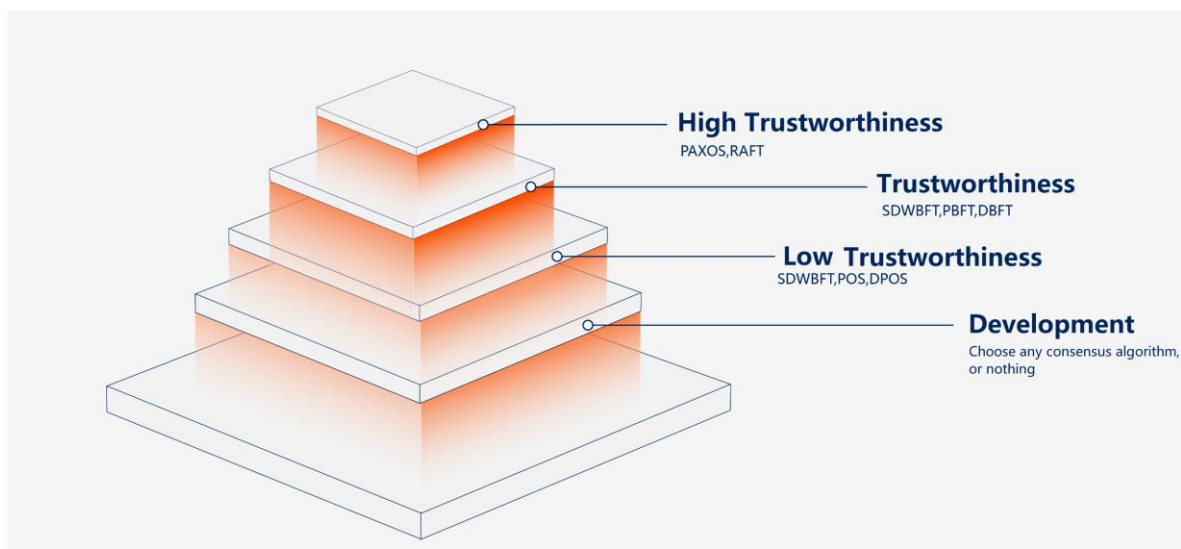 High Trustworthiness
PAXOS,RAFT
Trustworthiness
SDWBFT,PBFT,DBFT
Low Trustworthiness
SDWBFT,POS,DPOS
Development
Choose any consensus algorithm,
or nothing